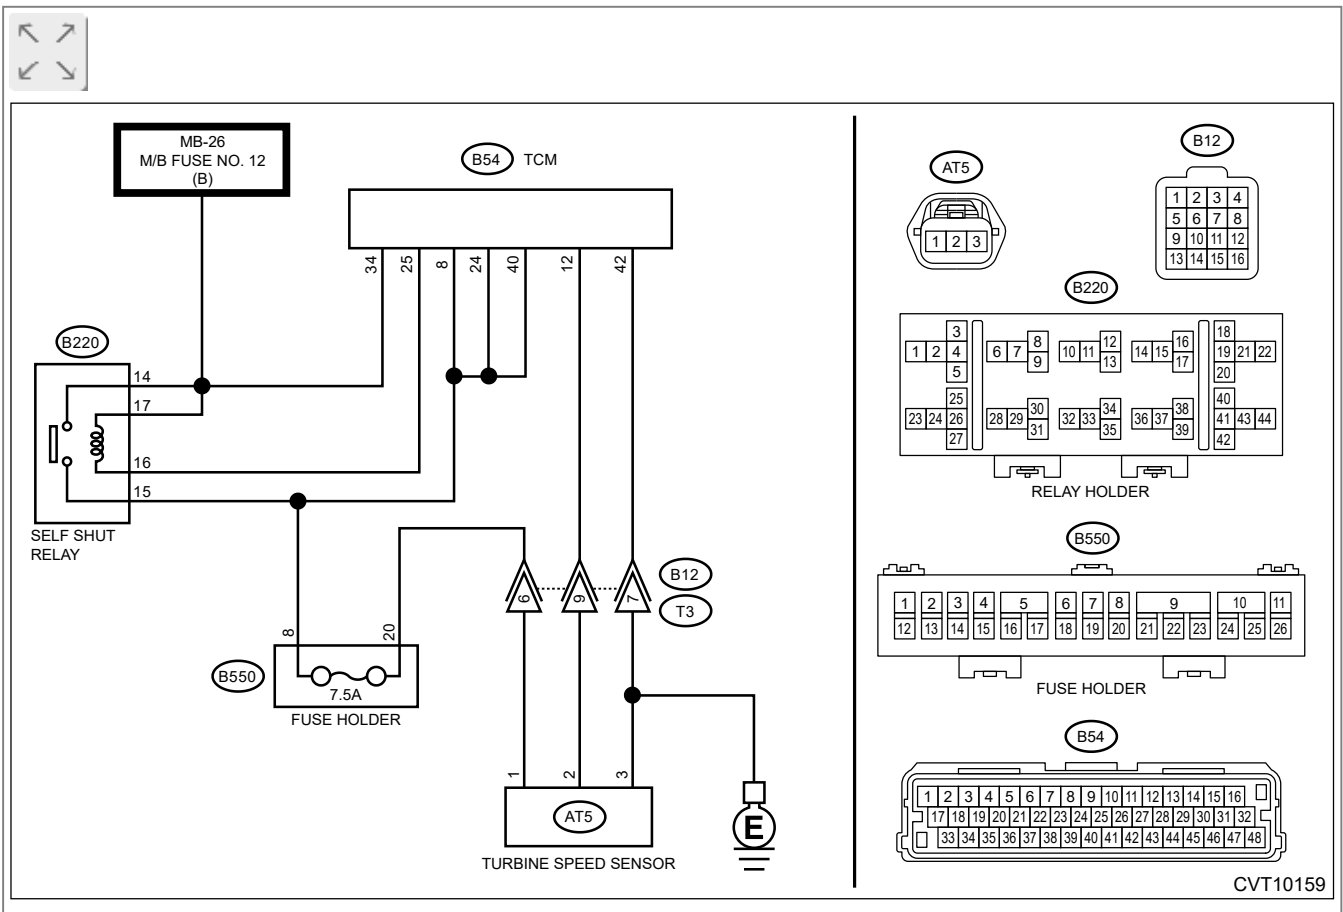 MB-26
M/B FUSE NO. 12
(B)
B54 TCM
34 25 8 24 40 12 42
B220
14
17
16
15
SELF SHUT
RELAY
8 20
B550
7.5A
FUSE HOLDER
6 9 7
B12
T3
1 2 3
AT5
TURBINE SPEED SENSOR
E
AT5
1 2 3
B12
1 2 3 4
5 6 7 8
9 10 11 12
13 14 15 16
B220
3 8 12 16 18
1 2 4 6 7 9 10 11 13 14 15 17 19 21 22
5 20
25 30 34 38 40
23 24 26 28 29 31 32 33 35 36 37 39 41 43 44
27 42
RELAY HOLDER
B550
1 2 3 4 5 6 7 8 9 10 11
12 13 14 15 16 17 18 19 20 21 22 23 24 25 26
FUSE HOLDER
B54
1 2 3 4 5 6 7 8 9 10 11 12 13 14 15 16
17 18 19 20 21 22 23 24 25 26 27 28 29 30 31 32
33 34 35 36 37 38 39 40 41 42 43 44 45 46 47 48
CVT10159